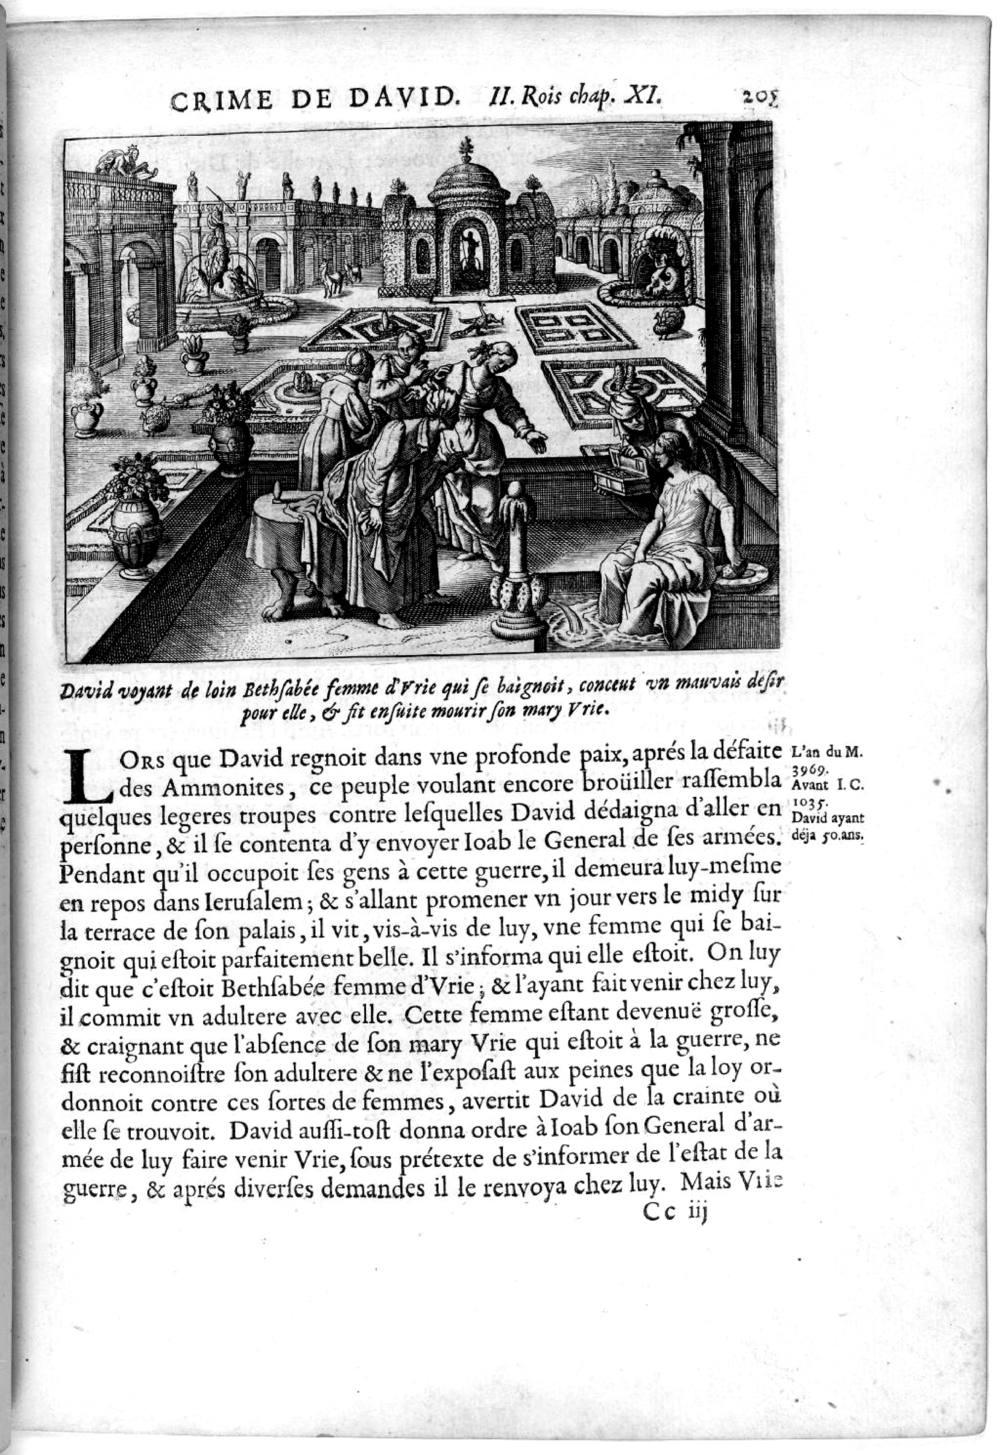 CRIME DE DAVID. II. Rois chap. XI. 205
David voyant de loin Bethſabée femme d'Vrie qui ſe baignoit, conceut vn mauvais deſir
pour elle, & fit enſuite mourir ſon mary Vrie.
LORS que David regnoit dans vne profonde paix, aprés la défaite
des Ammonites, ce peuple voulant encore broüiller raſſembla
quelques legeres troupes contre leſquelles David dédaigna d'aller en
perſonne, & il ſe contenta d'y envoyer Ioab le General de ſes armées.
Pendant qu'il occupoit ſes gens à cette guerre, il demeura luy-meſme
en repos dans Ieruſalem; & s'allant promener vn jour vers le midy ſur
la terrace de ſon palais, il vit, vis-à-vis de luy, vne femme qui ſe bai-
gnoit qui eſtoit parfaitement belle. Il s'informa qui elle eſtoit. On luy
dit que c'eſtoit Bethſabée femme d'Vrie; & l'ayant fait venir chez luy,
il commit vn adultere avec elle. Cette femme eſtant devenuë groſſe,
& craignant que l'abſence de ſon mary Vrie qui eſtoit à la guerre, ne
fiſt reconnoiſtre ſon adultere & ne l'expoſaſt aux peines que la loy or-
donnoit contre ces ſortes de femmes, avertit David de la crainte où
elle ſe trouvoit. David auſſi-toſt donna ordre à Ioab ſon General d'ar-
mée de luy faire venir Vrie, ſous prétexte de s'informer de l'eſtat de la
guerre, & aprés diverſes demandes il le renvoya chez luy. Mais Vrie
L'an du M.
3969.
Avant I. C.
1035.
David ayant
déja 50. ans.
Cc iij